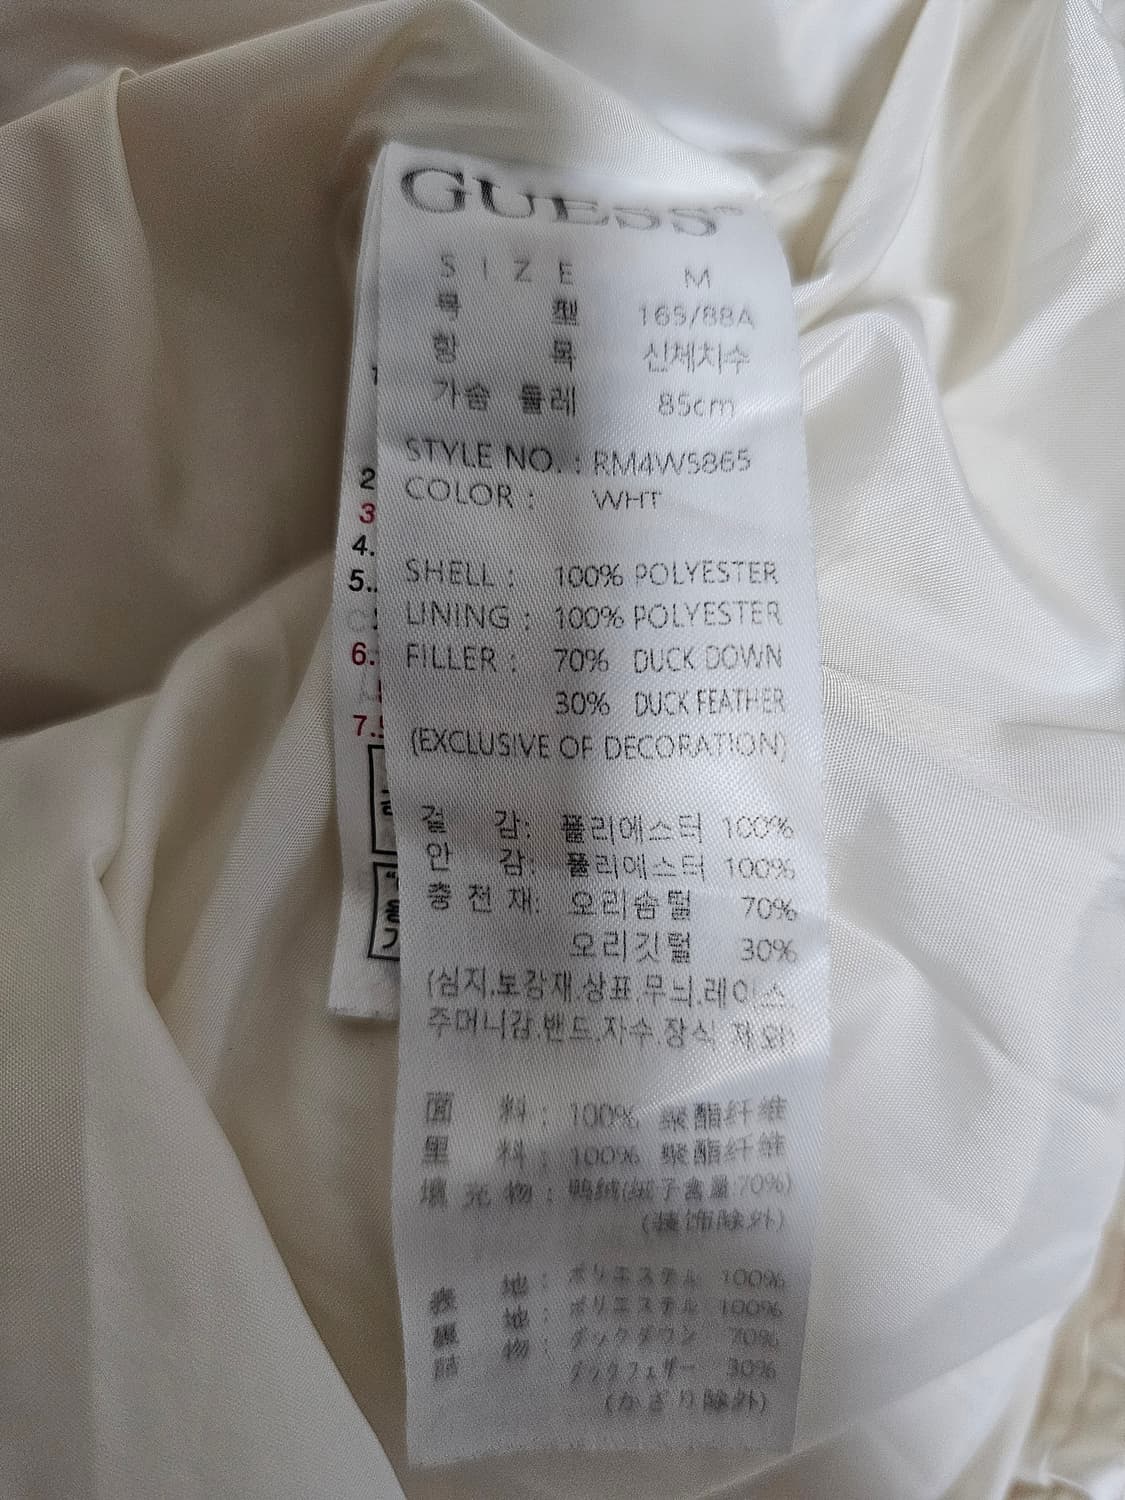 GUESS
SIZE M
목 型 165/88A
항 목 신체치수
가슴 둘레 85cm
STYLE NO. : RM4W5865
COLOR : WHT
SHELL : 100% POLYESTER
LINING : 100% POLYESTER
FILLER : 70% DUCK DOWN
30% DUCK FEATHER
(EXCLUSIVE OF DECORATION)
겉 감: 폴리에스터 100%
안 감: 폴리에스터 100%
충 전 재: 오리솜털 70%
오리깃털 30%
(심지.보강재.상표.무늬.레이스
주머니감.밴드.자수.장식 제외)
面 料 : 100% 聚酯纤维
里 料 : 100% 聚酯纤维
填 充 物 : 鸭绒(绒子含量:70%)
(装饰除外)
表 地 : ポリエステル 100%
裏 地 : ポリエステル 100%
詰 物 : ダックダウン 70%
ダックフェザー 30%
(かざり除外)
2
3
4.
5.
6.
7.